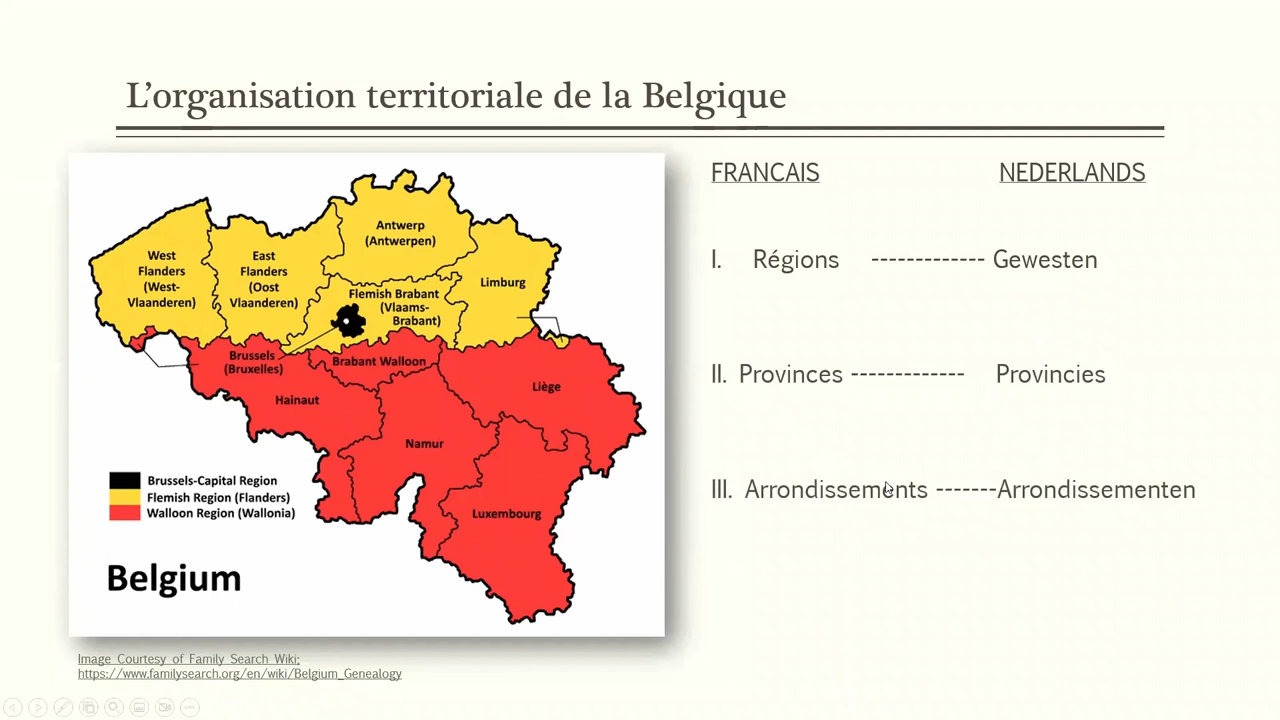 L'organisation territoriale de la Belgique
FRANCAIS NEDERLANDS
I. Régions ------------- Gewesten
II. Provinces ------------- Provincies
III. Arrondissements -------Arrondissementen
Antwerp
(Antwerpen)
West
Flanders
(West-
Vlaanderen)
East
Flanders
(Oost
Vlaanderen)
Limburg
Flemish Brabant
(Vlaams-
Brabant)
Brussels
(Bruxelles)
Brabant Walloon
Liège
Hainaut
Namur
Luxembourg
Brussels-Capital Region
Flemish Region (Flanders)
Walloon Region (Wallonia)
Belgium
Image Courtesy of Family Search Wiki;
https://www.familysearch.org/en/wiki/Belgium_Genealogy